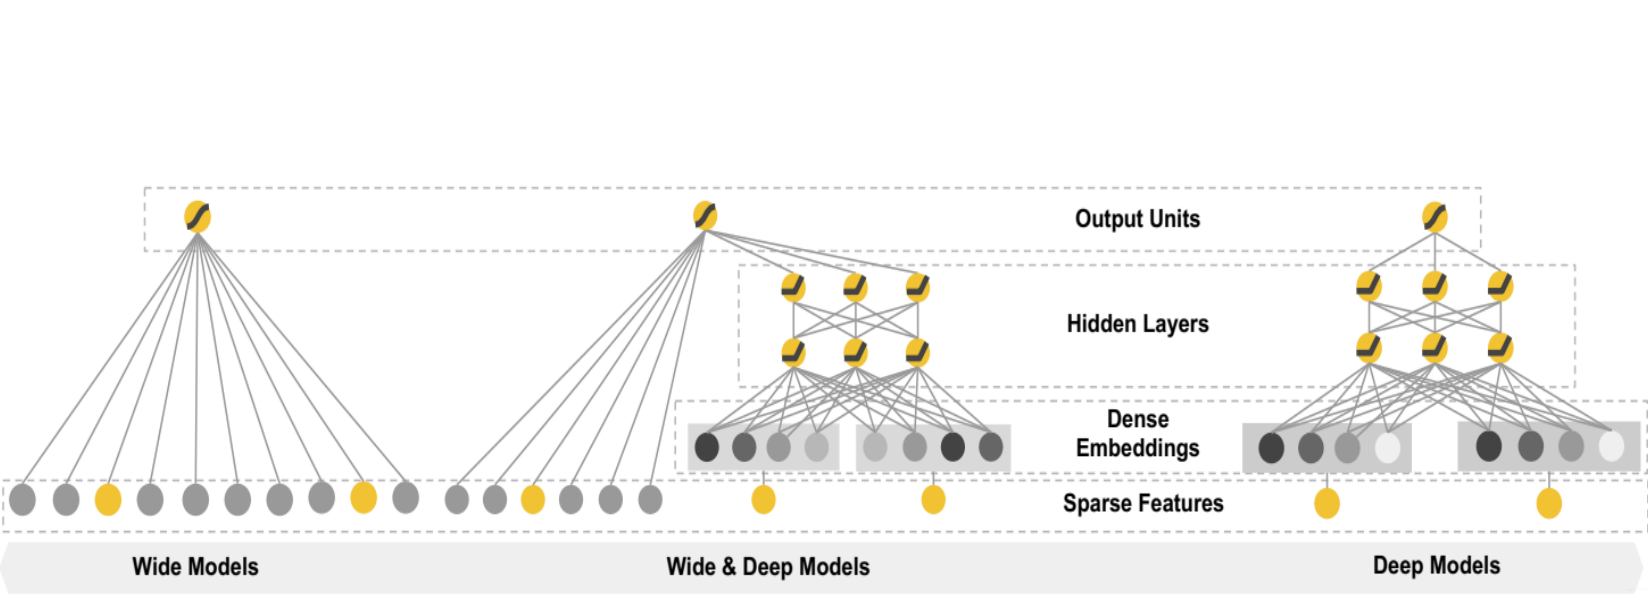 Output Units
Hidden Layers
Dense
Embeddings
Sparse Features
Wide Models
Wide & Deep Models
Deep Models